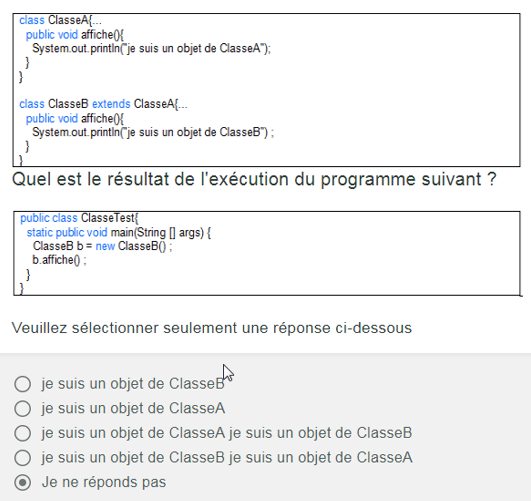 class ClasseA{...
public void affiche(){
System.out.println("je suis un objet de ClasseA");
}
}
class ClasseB extends ClasseA{...
public void affiche(){
System.out.println("je suis un objet de ClasseB") ;
}
}
Quel est le résultat de l'exécution du programme suivant ?
public class ClasseTest{
static public void main(String [] args) {
ClasseB b = new ClasseB() ;
b.affiche() ;
}
}
Veuillez sélectionner seulement une réponse ci-dessous
je suis un objet de ClasseB
je suis un objet de ClasseA
je suis un objet de ClasseA je suis un objet de ClasseB
je suis un objet de ClasseB je suis un objet de ClasseA
Je ne réponds pas